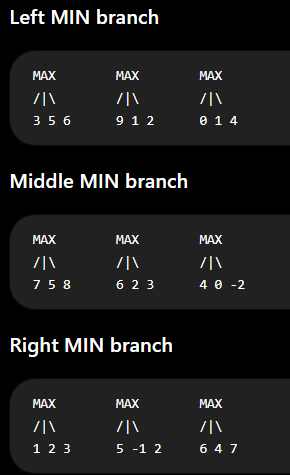 Left MIN branch
MAX MAX MAX
/|\ /|\ /|\
3 5 6 9 1 2 0 1 4
Middle MIN branch
MAX MAX MAX
/|\ /|\ /|\
7 5 8 6 2 3 4 0 -2
Right MIN branch
MAX MAX MAX
/|\ /|\ /|\
1 2 3 5 -1 2 6 4 7